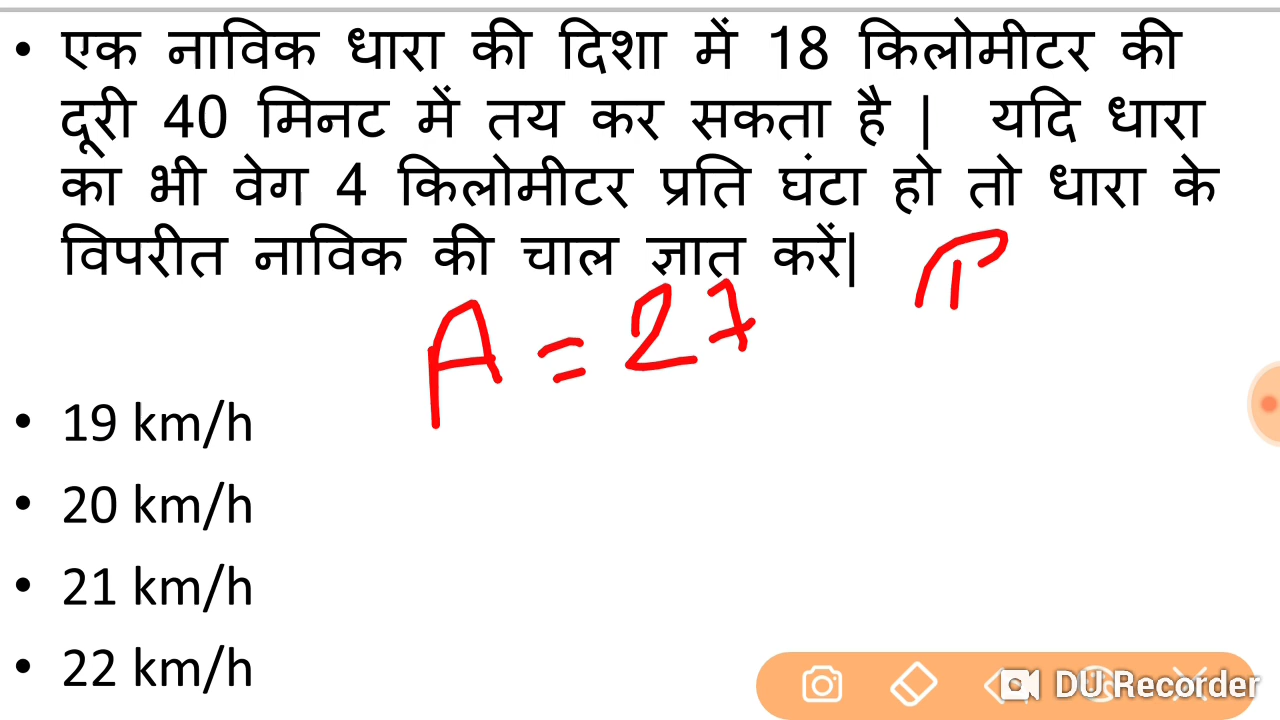 • एक नाविक धारा की दिशा में 18 किलोमीटर की
दूरी 40 मिनट में तय कर सकता है | यदि धारा
का भी वेग 4 किलोमीटर प्रति घंटा हो तो धारा के
विपरीत नाविक की चाल ज्ञात करें|
A = 27
• 19 km/h
• 20 km/h
• 21 km/h
• 22 km/h
DU Recorder